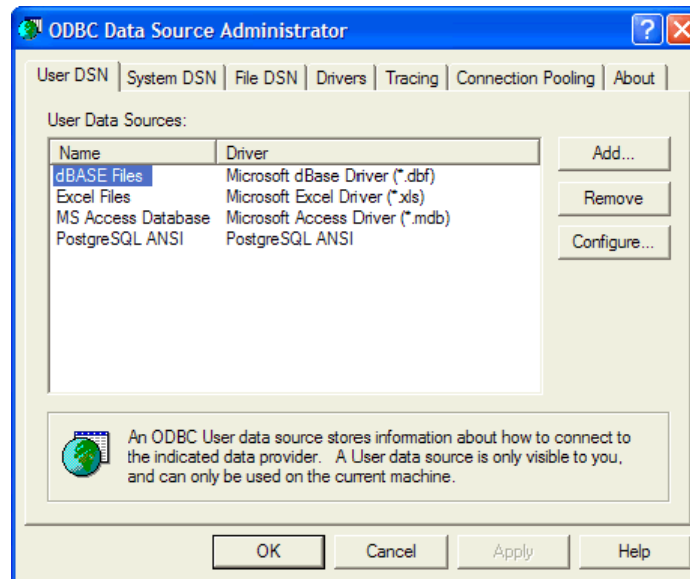 ODBC Data Source Administrator
User DSN System DSN File DSN Drivers Tracing Connection Pooling About
User Data Sources:
Name Driver
dBASE Files Microsoft dBase Driver (*.dbf)
Excel Files Microsoft Excel Driver (*.xls)
MS Access Database Microsoft Access Driver (*.mdb)
PostgreSQL ANSI PostgreSQL ANSI
Add...
Remove
Configure...
An ODBC User data source stores information about how to connect to
the indicated data provider. A User data source is only visible to you,
and can only be used on the current machine.
OK Cancel Apply Help